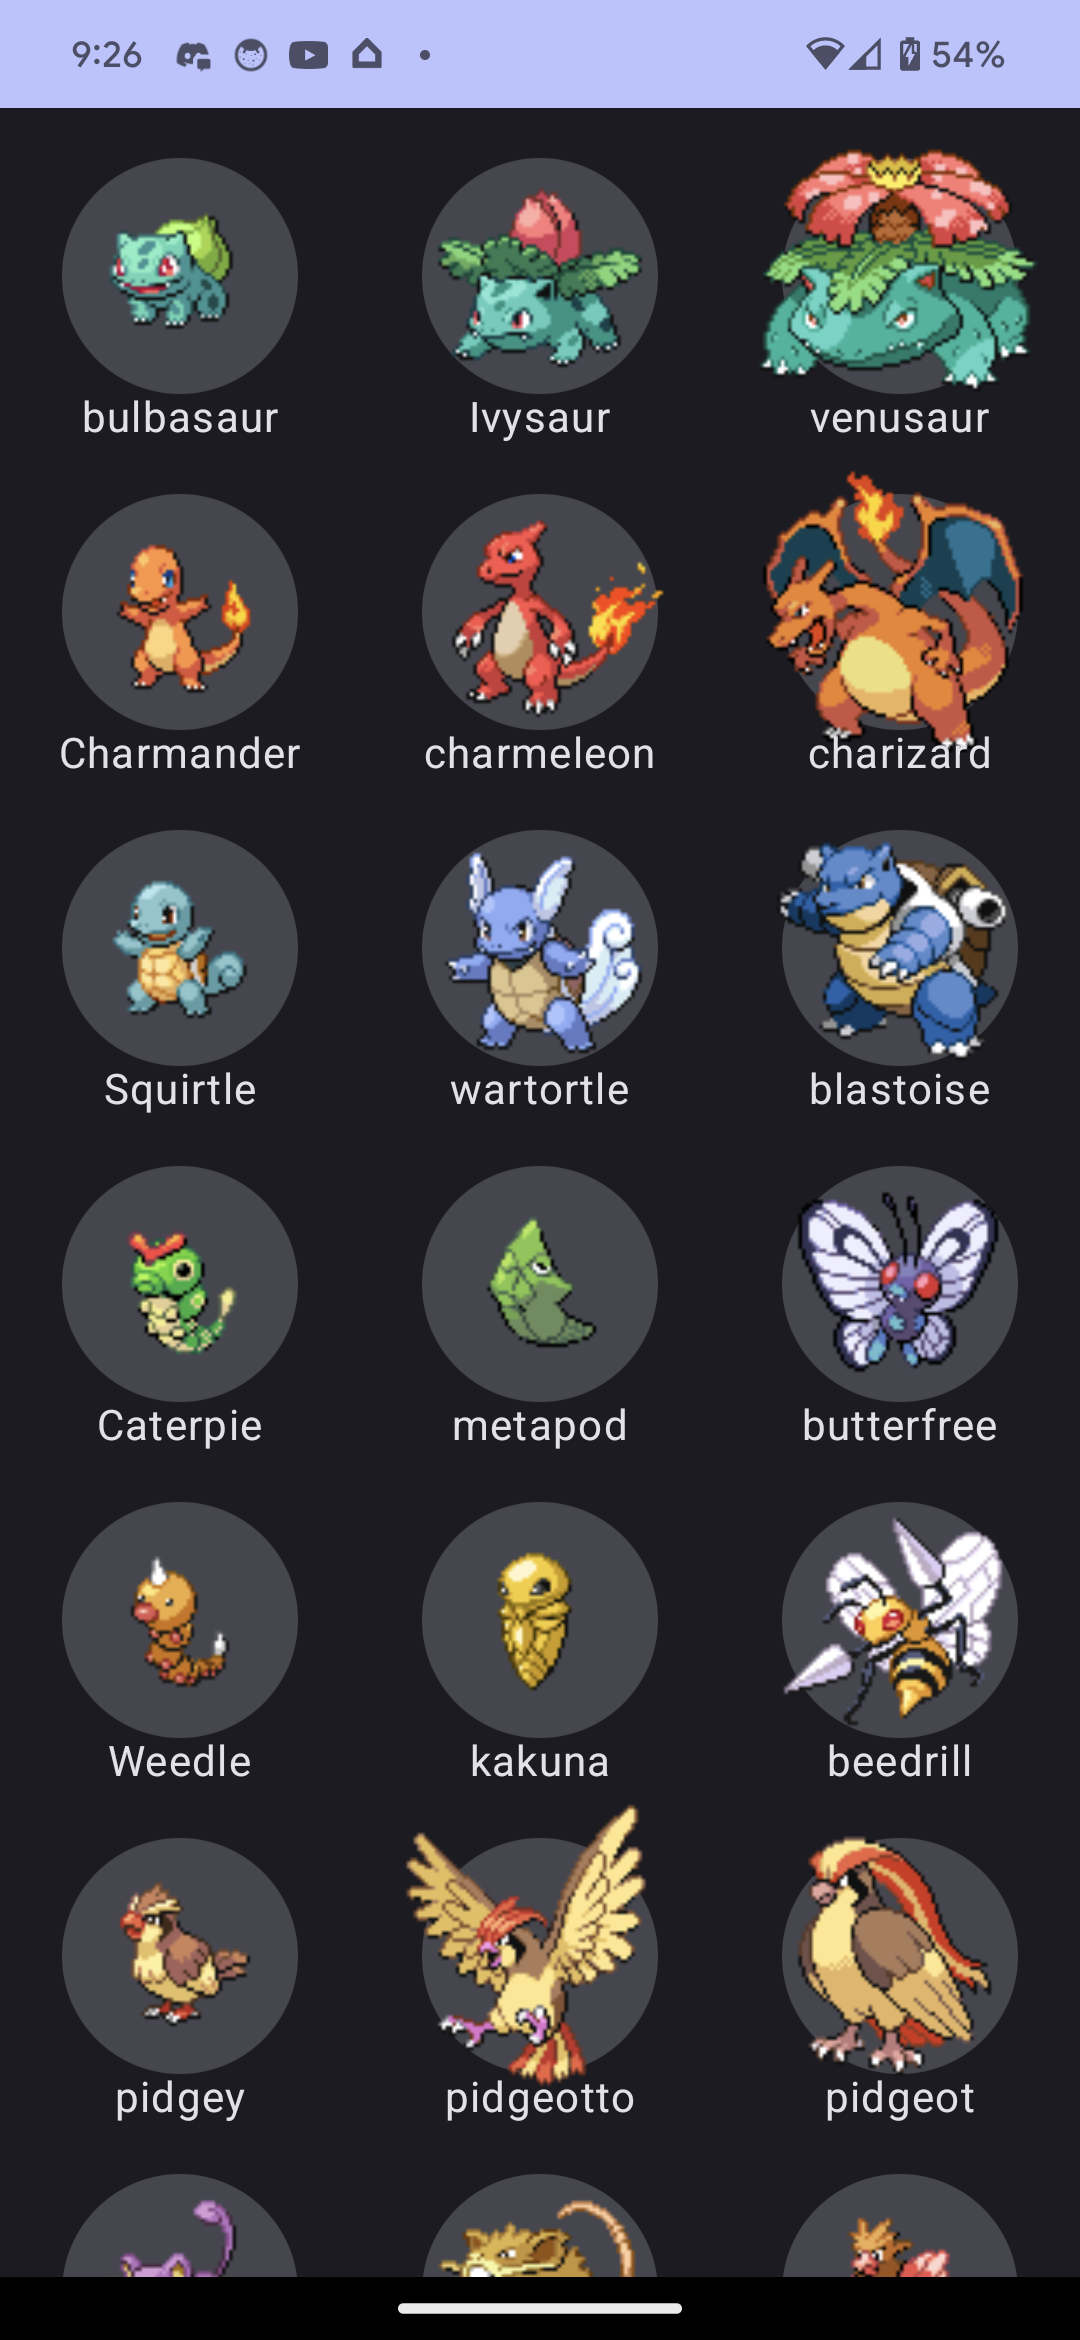 9:26 54%
bulbasaur Ivysaur venusaur
Charmander charmeleon charizard
Squirtle wartortle blastoise
Caterpie metapod butterfree
Weedle kakuna beedrill
pidgey pidgeotto pidgeot